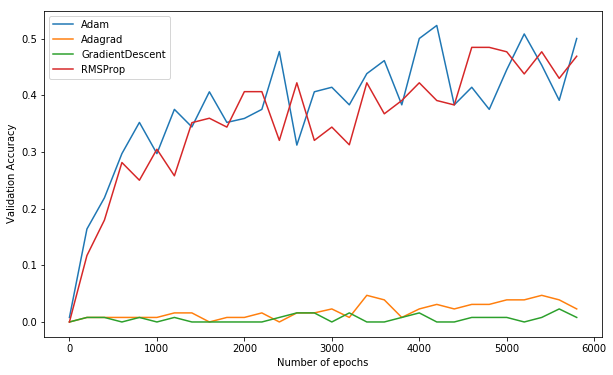 Adam
Adagrad
GradientDescent
RMSProp
0.5
0.4
0.3
0.2
0.1
0.0
Validation Accuracy
0 1000 2000 3000 4000 5000 6000
Number of epochs